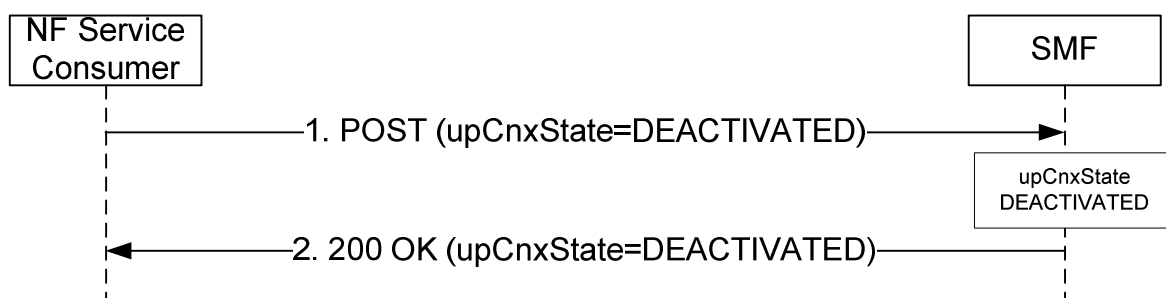 NF Service
Consumer
SMF
1. POST (upCnxState=DEACTIVATED)
upCnxState
DEACTIVATED
2. 200 OK (upCnxState=DEACTIVATED)